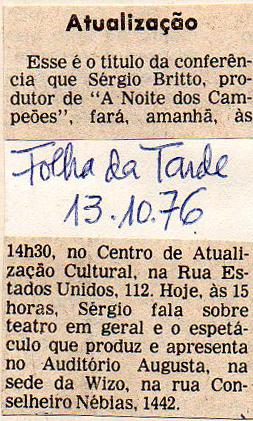 Atualização
Esse é o título da conferên-
cia que Sérgio Britto, pro-
dutor de "A Noite dos Cam-
peões", fará, amanhã, às
Folha da Tarde
13.10.76
14h30, no Centro de Atuali-
zação Cultural, na Rua Es-
tados Unidos, 112. Hoje, às 15
horas, Sérgio fala sobre
teatro em geral e o espetá-
culo que produz e apresenta
no Auditório Augusta, na
sede da Wizo, na rua Con-
selheiro Nébias, 1442.